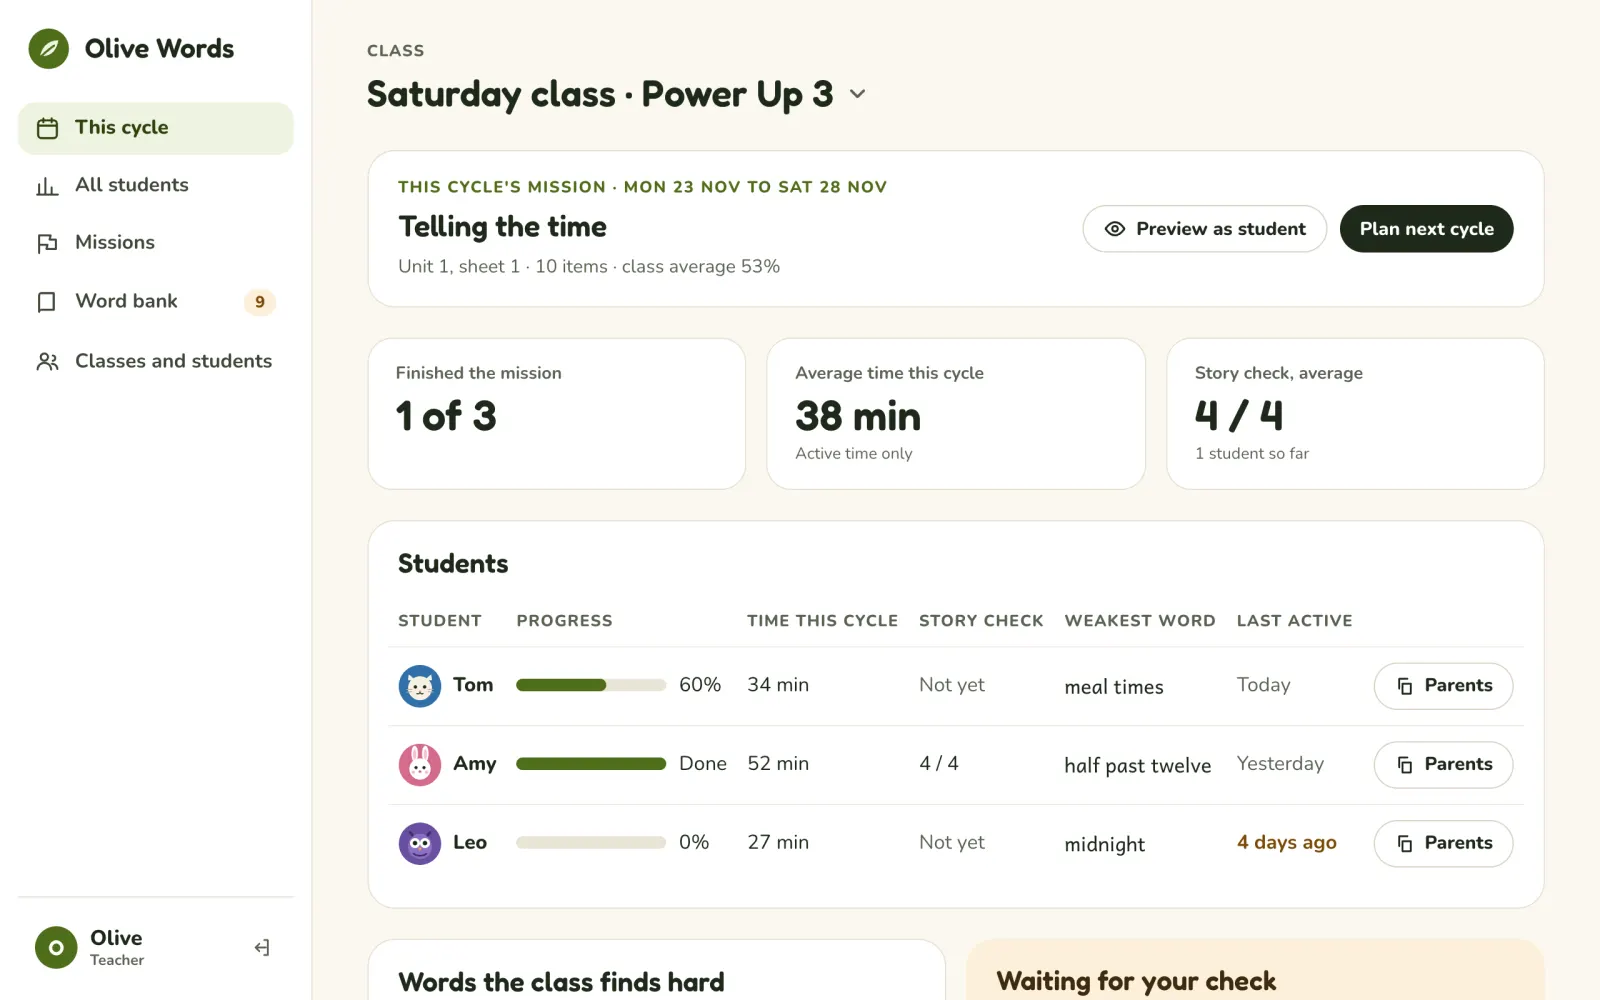 Olive Words
This cycle
All students
Missions
Word bank 9
Classes and students
O
Olive
Teacher
CLASS
Saturday class · Power Up 3
THIS CYCLE'S MISSION · MON 23 NOV TO SAT 28 NOV
Telling the time
Unit 1, sheet 1 · 10 items · class average 53%
Preview as student
Plan next cycle
Finished the mission
1 of 3
Average time this cycle
38 min
Active time only
Story check, average
4 / 4
1 student so far
Students
STUDENT PROGRESS TIME THIS CYCLE STORY CHECK WEAKEST WORD LAST ACTIVE
Tom 60% 34 min Not yet meal times Today Parents
Amy Done 52 min 4 / 4 half past twelve Yesterday Parents
Leo 0% 27 min Not yet midnight 4 days ago Parents
Words the class finds hard
Waiting for your check